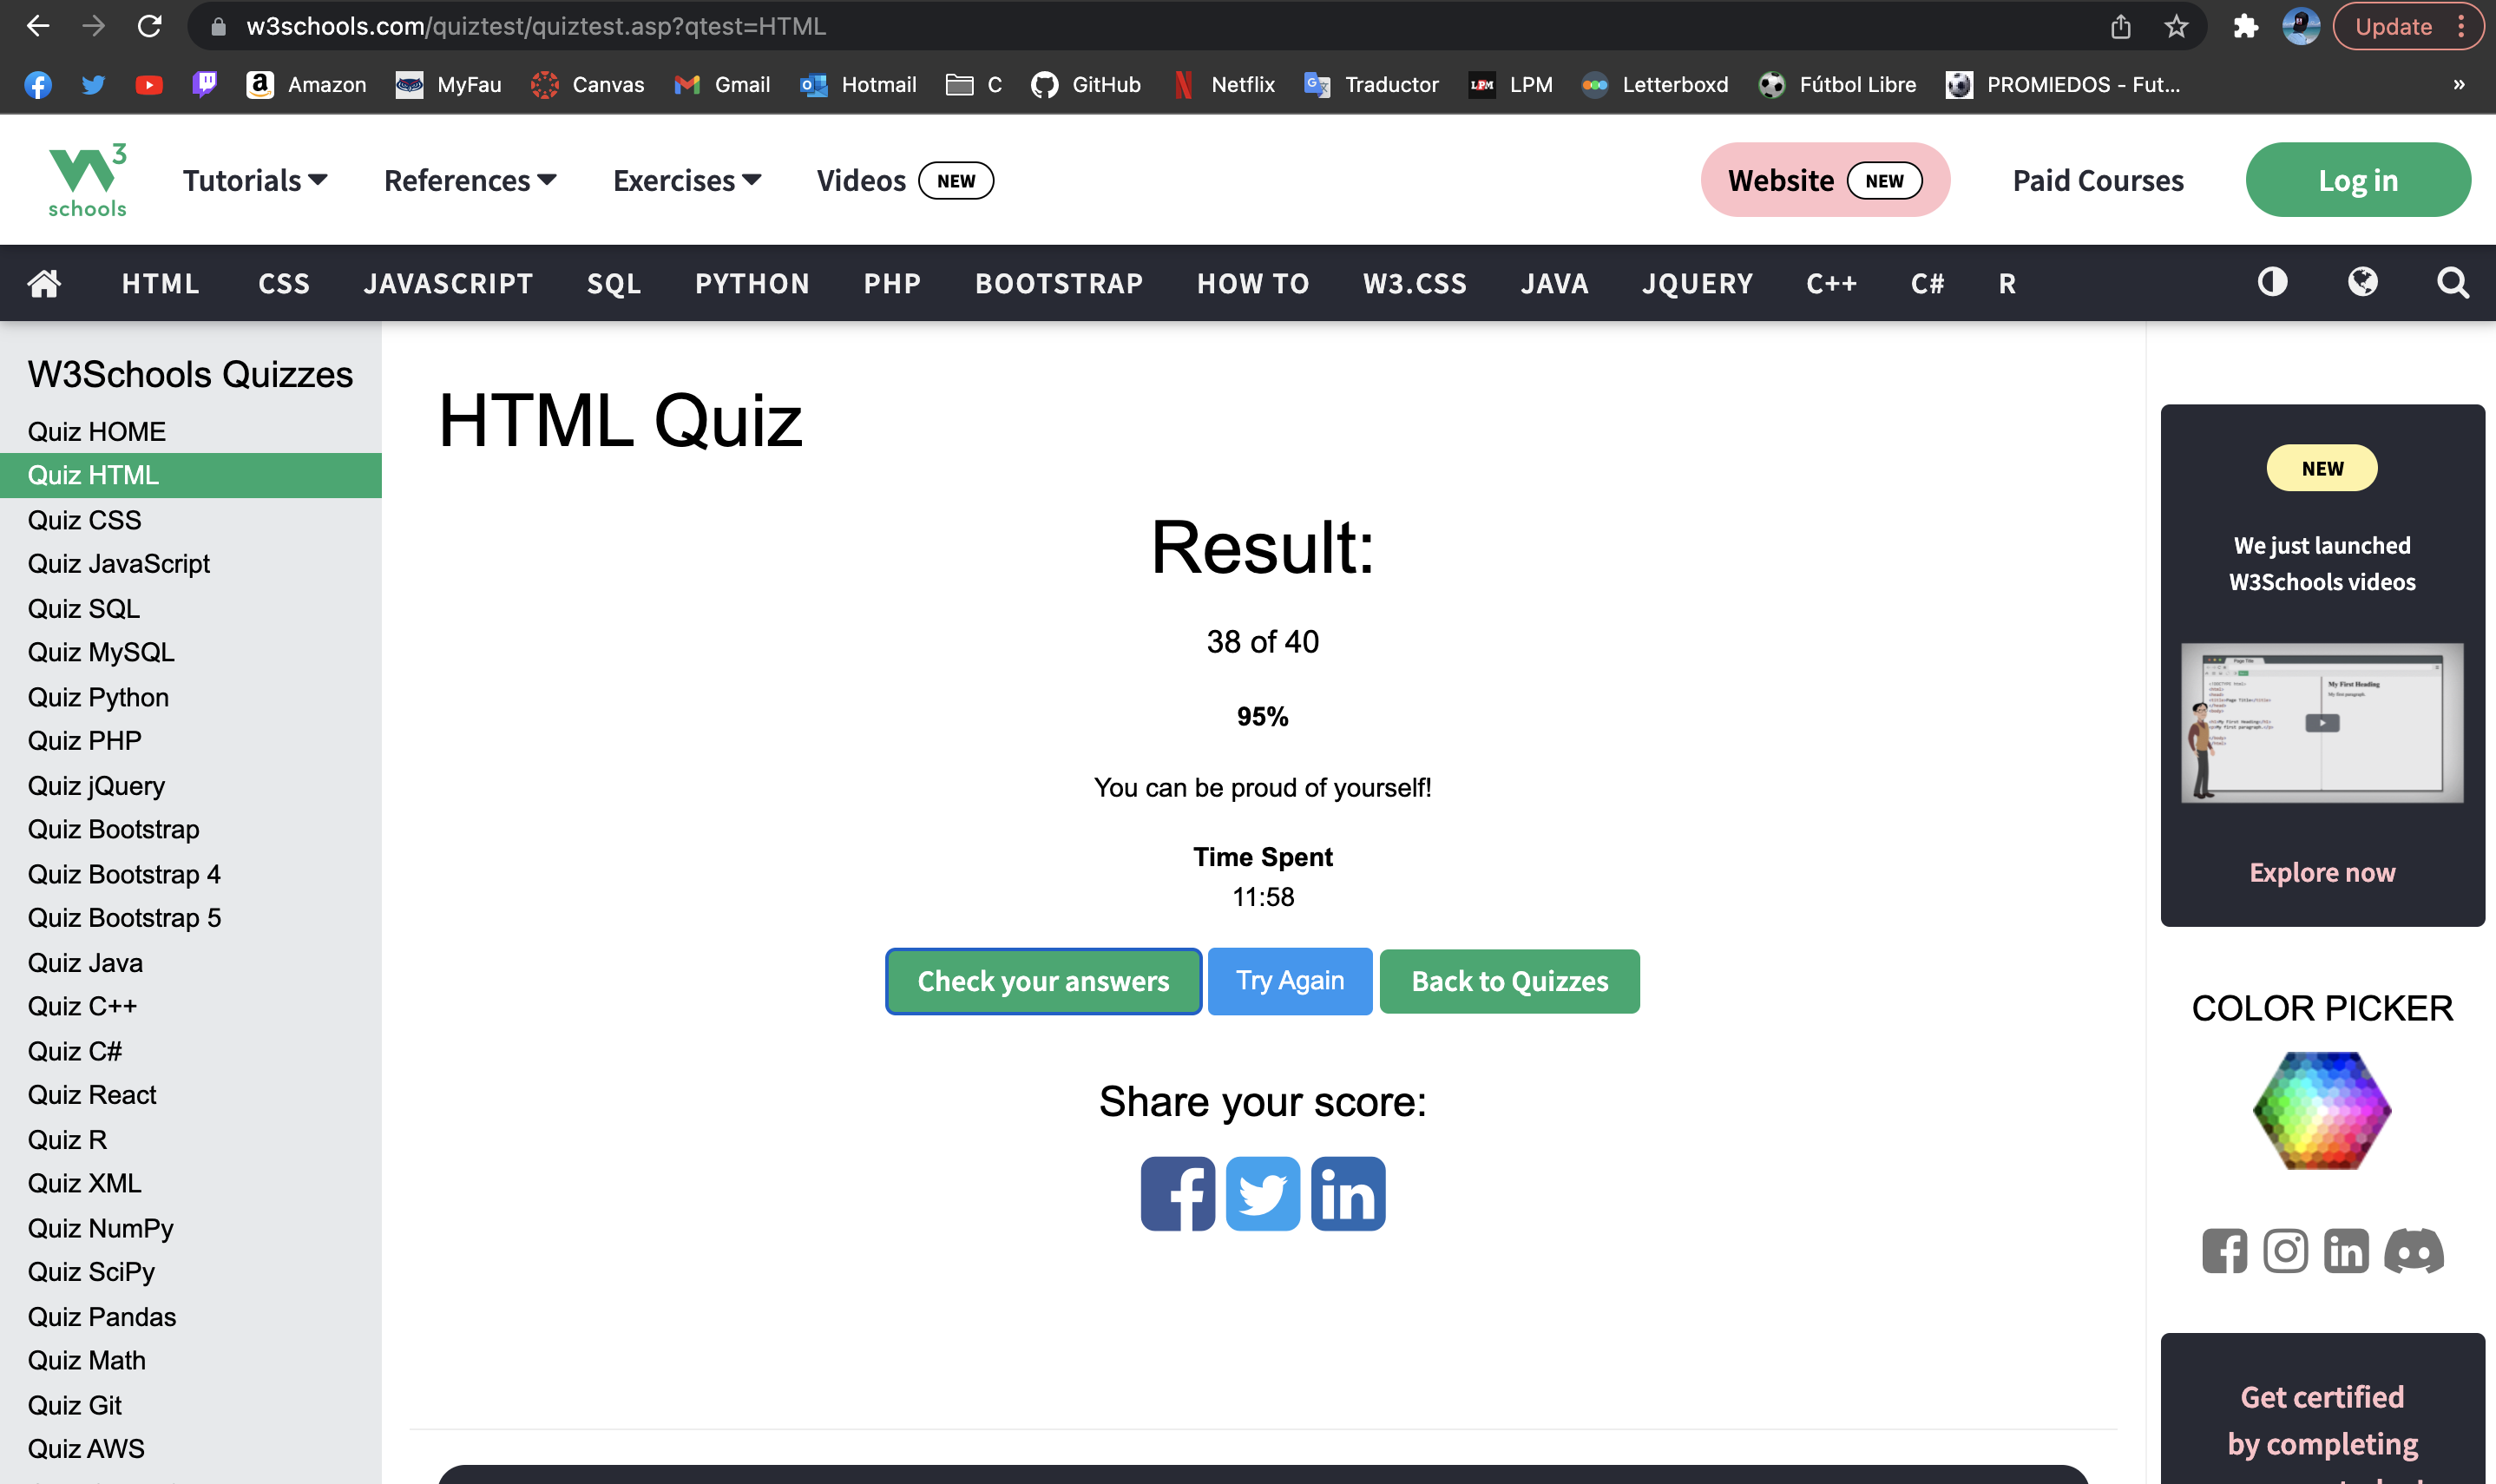 w3schools.com/quiztest/quiztest.asp?qtest=HTML
Update
Amazon MyFau Canvas Gmail Hotmail C GitHub Netflix Traductor LPM Letterboxd Fútbol Libre PROMIEDOS - Fut... »
W3 schools
Tutorials References Exercises Videos NEW Website NEW Paid Courses Log in
HTML CSS JAVASCRIPT SQL PYTHON PHP BOOTSTRAP HOW TO W3.CSS JAVA JQUERY C++ C# R
W3Schools Quizzes
Quiz HOME
Quiz HTML
Quiz CSS
Quiz JavaScript
Quiz SQL
Quiz MySQL
Quiz Python
Quiz PHP
Quiz jQuery
Quiz Bootstrap
Quiz Bootstrap 4
Quiz Bootstrap 5
Quiz Java
Quiz C++
Quiz C#
Quiz React
Quiz R
Quiz XML
Quiz NumPy
Quiz SciPy
Quiz Pandas
Quiz Math
Quiz Git
Quiz AWS
HTML Quiz
Result:
38 of 40
95%
You can be proud of yourself!
Time Spent
11:58
Check your answers Try Again Back to Quizzes
Share your score:
NEW
We just launched
W3Schools videos
My First Heading
Explore now
COLOR PICKER
Get certified
by completing